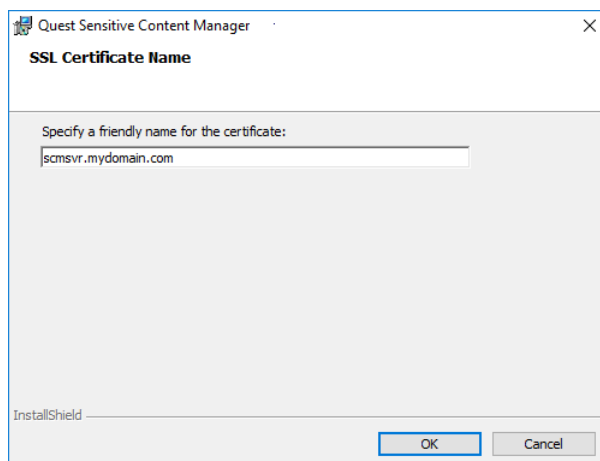 Quest Sensitive Content Manager
SSL Certificate Name
Specify a friendly name for the certificate:
scmsvr.mydomain.com
InstallShield
OK Cancel